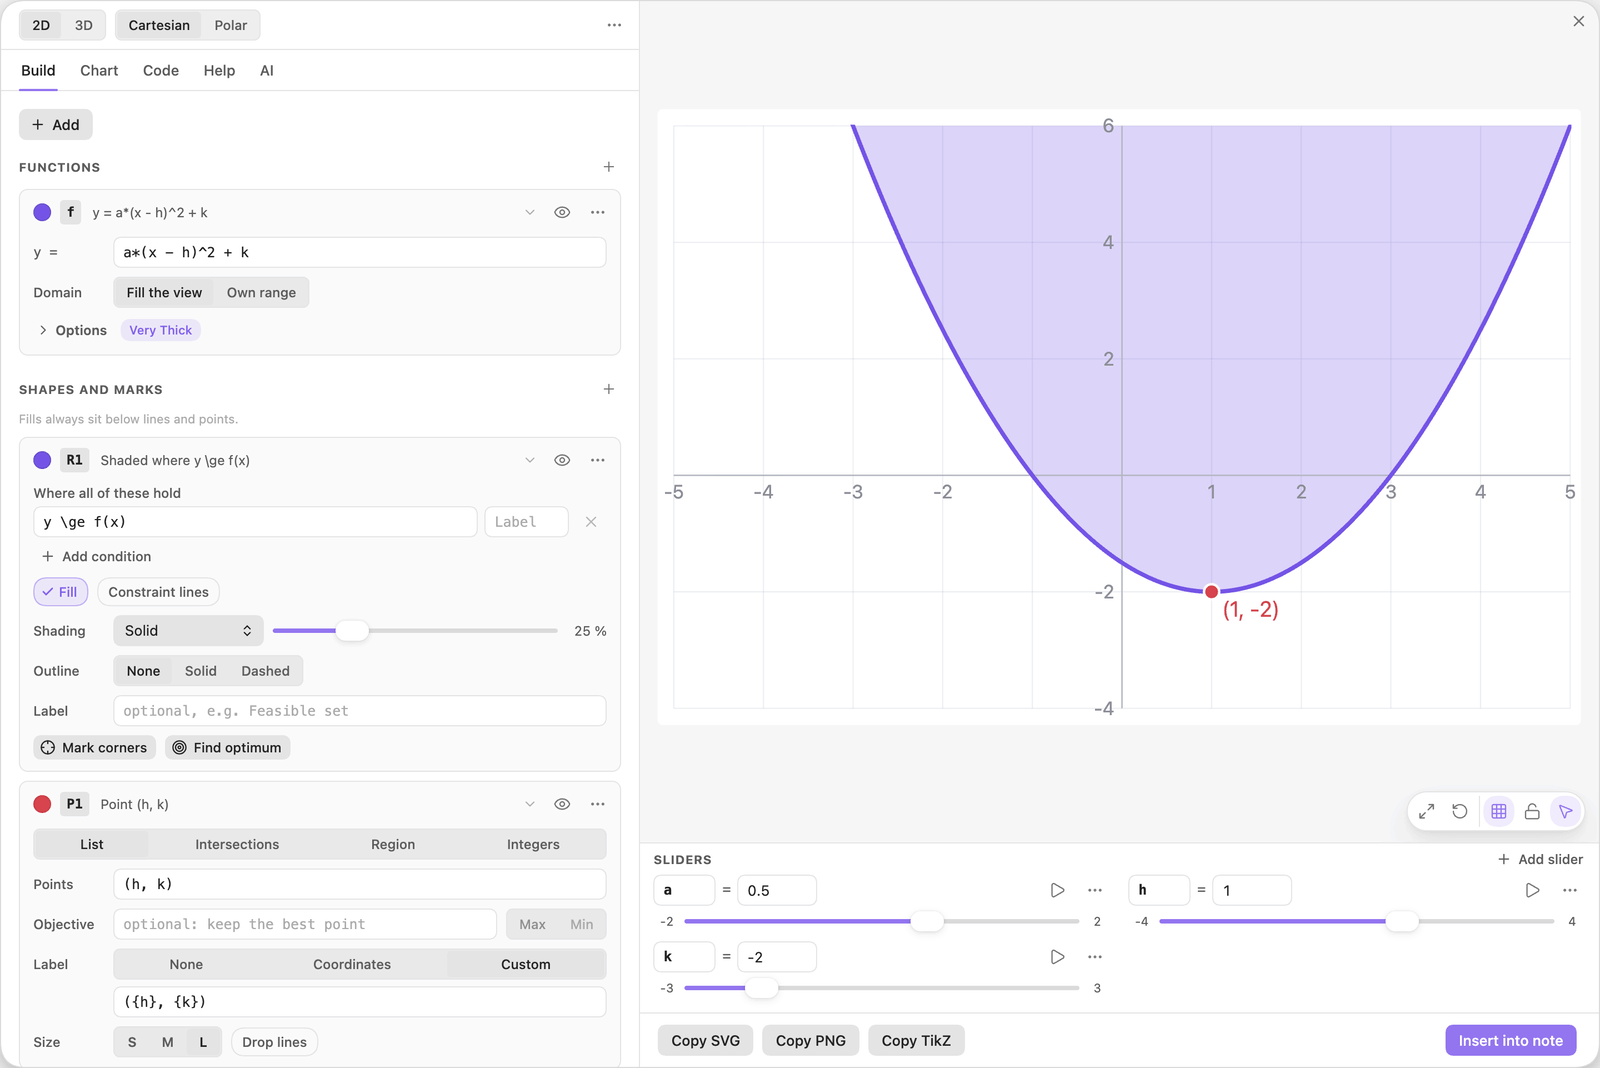 2D 3D Cartesian Polar
Build Chart Code Help AI
+ Add
FUNCTIONS
f y = a*(x - h)^2 + k
y = a*(x − h)^2 + k
Domain Fill the view Own range
Options Very Thick
SHAPES AND MARKS
Fills always sit below lines and points.
R1 Shaded where y \ge f(x)
Where all of these hold
y \ge f(x) Label
+ Add condition
Fill Constraint lines
Shading Solid 25 %
Outline None Solid Dashed
Label optional, e.g. Feasible set
Mark corners Find optimum
P1 Point (h, k)
List Intersections Region Integers
Points (h, k)
Objective optional: keep the best point Max Min
Label None Coordinates Custom
({h}, {k})
Size S M L Drop lines
6
4
2
-5 -4 -3 -2 1 2 3 4 5
-2
(1, -2)
-4
SLIDERS + Add slider
a = 0.5 h = 1
-2 2 -4 4
k = -2
-3 3
Copy SVG Copy PNG Copy TikZ Insert into note